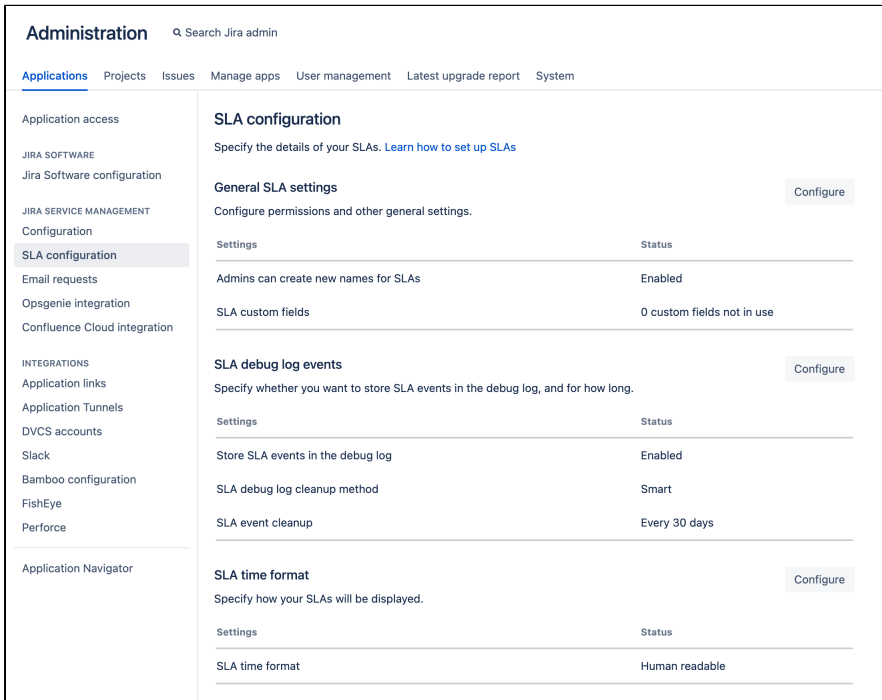 Administration
Search Jira admin
Applications Projects Issues Manage apps User management Latest upgrade report System
Application access
JIRA SOFTWARE
Jira Software configuration
JIRA SERVICE MANAGEMENT
Configuration
SLA configuration
Email requests
Opsgenie integration
Confluence Cloud integration
INTEGRATIONS
Application links
Application Tunnels
DVCS accounts
Slack
Bamboo configuration
FishEye
Perforce
Application Navigator
SLA configuration
Specify the details of your SLAs. Learn how to set up SLAs
General SLA settings
Configure
Configure permissions and other general settings.
Settings Status
Admins can create new names for SLAs Enabled
SLA custom fields 0 custom fields not in use
SLA debug log events
Configure
Specify whether you want to store SLA events in the debug log, and for how long.
Settings Status
Store SLA events in the debug log Enabled
SLA debug log cleanup method Smart
SLA event cleanup Every 30 days
SLA time format
Configure
Specify how your SLAs will be displayed.
Settings Status
SLA time format Human readable